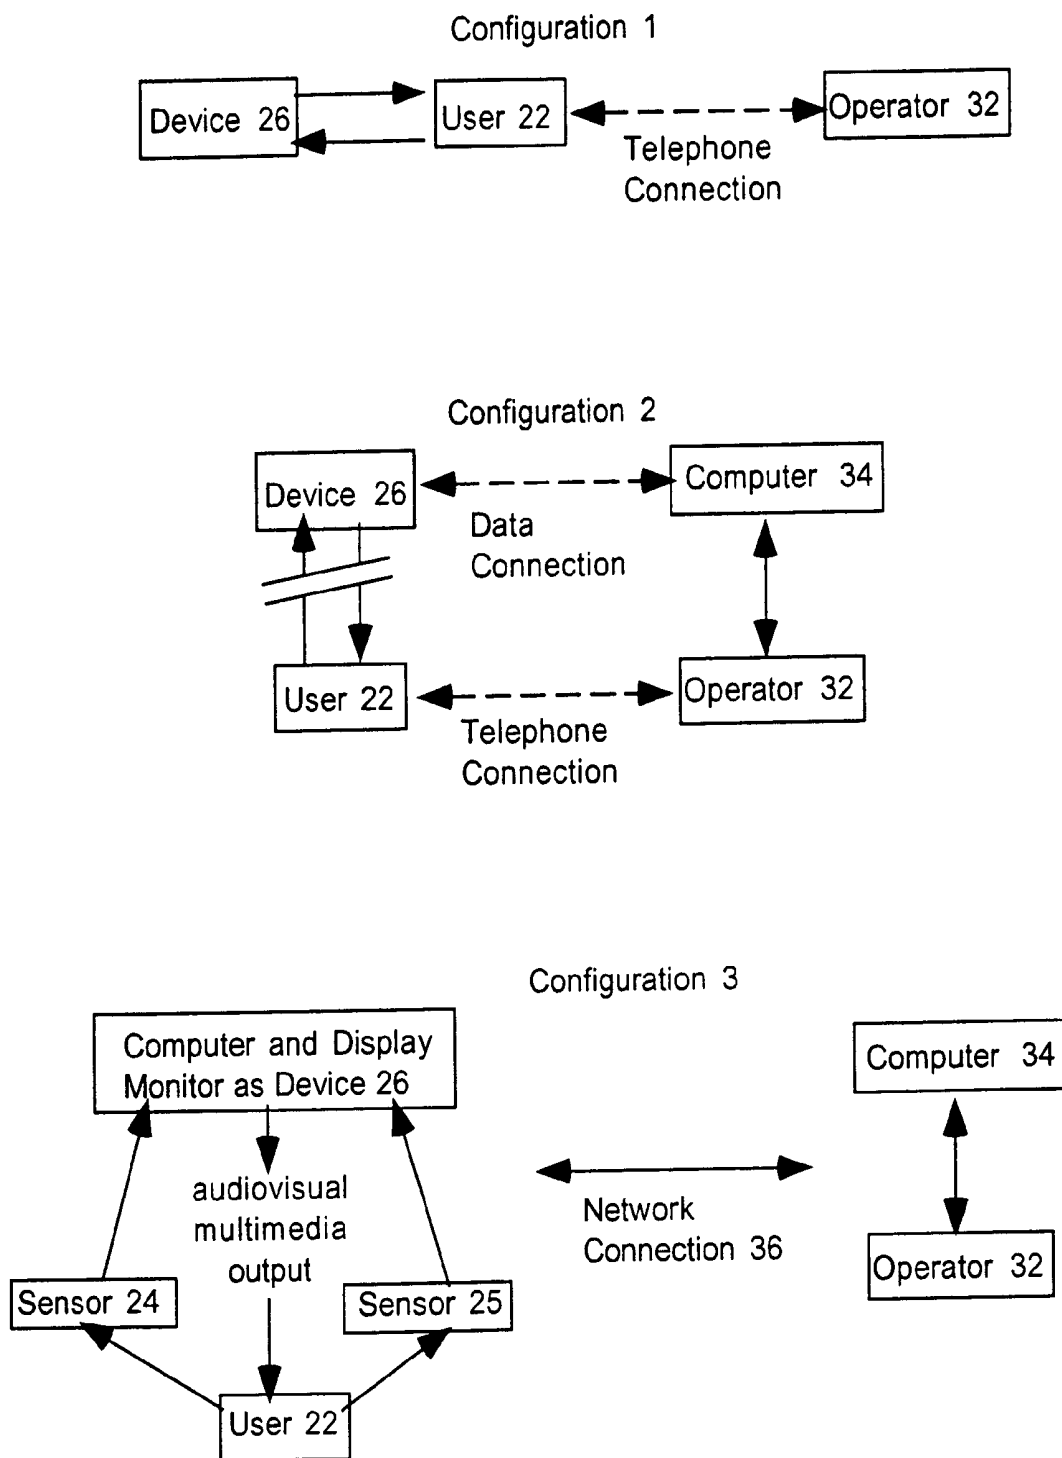 Configuration 1
Device 26
User 22
Operator 32
Telephone
Connection
Configuration 2
Device 26
Computer 34
Data
Connection
User 22
Operator 32
Telephone
Connection
Configuration 3
Computer and Display
Monitor as Device 26
Computer 34
audiovisual
multimedia
output
Network
Connection 36
Sensor 24
Sensor 25
Operator 32
User 22